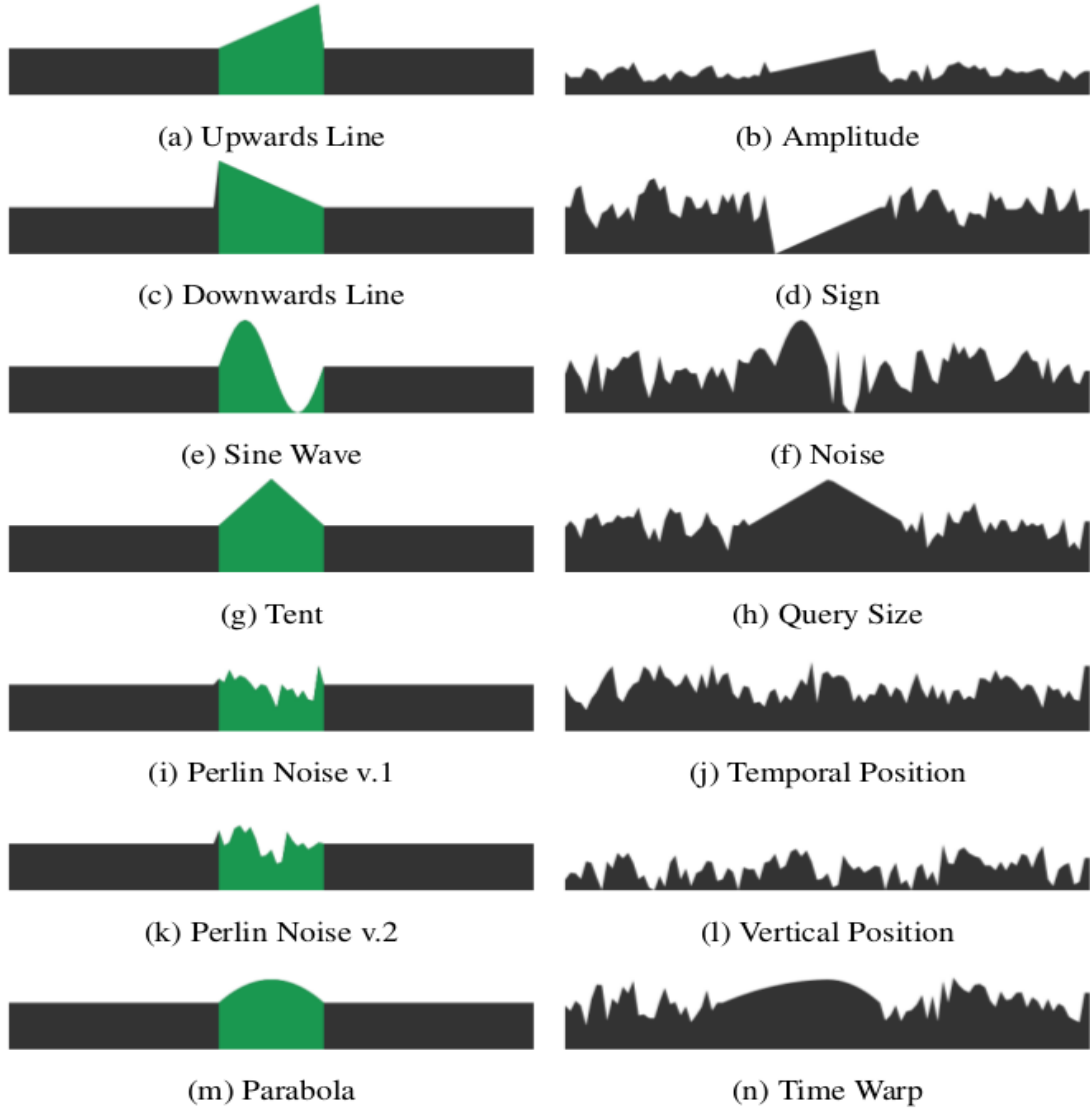 (a) Upwards Line
(b) Amplitude
(c) Downwards Line
(d) Sign
(e) Sine Wave
(f) Noise
(g) Tent
(h) Query Size
(i) Perlin Noise v.1
(j) Temporal Position
(k) Perlin Noise v.2
(l) Vertical Position
(m) Parabola
(n) Time Warp